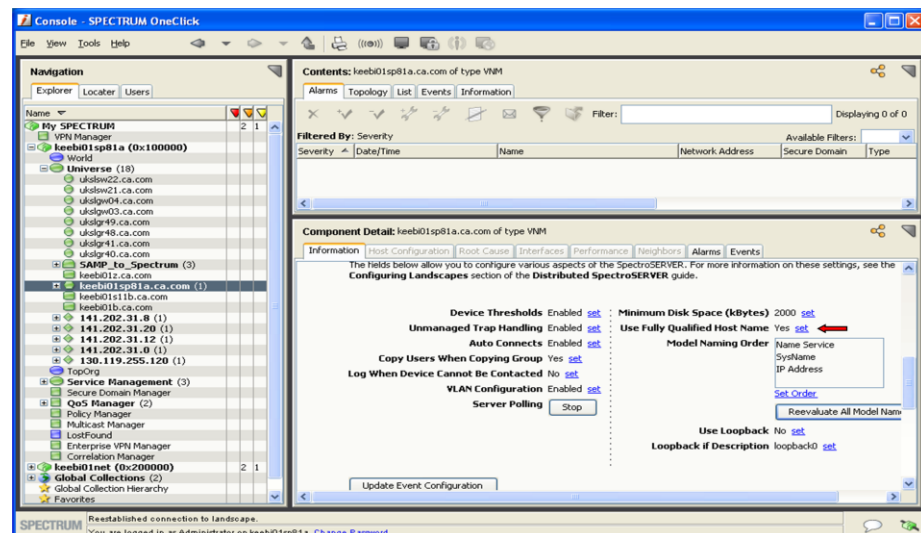 Console - SPECTRUM OneClick
File View Tools Help
Navigation
Explorer Locater Users
Name
My SPECTRUM 2 1
VPN Manager
keebi01sp81a (0x100000)
World
Universe (18)
ukslsw22.ca.com
ukslsw21.ca.com
ukslgw04.ca.com
ukslgw03.ca.com
ukslgr49.ca.com
ukslgr48.ca.com
ukslgr41.ca.com
ukslgr40.ca.com
SAMP_to_Spectrum (3)
keebi01z.ca.com
keebi01sp81a.ca.com (1)
keebi01s11b.ca.com
keebi01b.ca.com
141.202.31.8 (1)
141.202.31.20 (1)
141.202.31.12 (1)
141.202.31.0 (1)
130.119.255.120 (1)
TopOrg
Service Management (3)
Secure Domain Manager
QoS Manager (2)
Policy Manager
Multicast Manager
LostFound
Enterprise VPN Manager
Correlation Manager
keebi01net (0x200000) 2 1
Global Collections (2)
Global Collection Hierarchy
Favorites
Contents: keebi01sp81a.ca.com of type VNM
Alarms Topology List Events Information
Filter: Displaying 0 of 0
Filtered By: Severity Available Filters:
Severity Date/Time Name Network Address Secure Domain Type
Component Detail: keebi01sp81a.ca.com of type VNM
Information Host Configuration Root Cause Interfaces Performance Neighbors Alarms Events
The fields below allow you to configure various aspects of the SpectroSERVER. For more information on these settings, see the
Configuring Landscapes section of the Distributed SpectroSERVER guide.
Device Thresholds Enabled set
Unmanaged Trap Handling Enabled set
Auto Connects Enabled set
Copy Users When Copying Group Yes set
Log When Device Cannot Be Contacted No set
VLAN Configuration Enabled set
Server Polling Stop
Minimum Disk Space (kBytes) 2000 set
Use Fully Qualified Host Name Yes set
Model Naming Order Name Service
SysName
IP Address
Set Order
Reevaluate All Model Name
Use Loopback No set
Loopback if Description loopback0 set
Update Event Configuration
SPECTRUM
Reestablished connection to landscape.
You are logged in as Administrator on keebi01sp81a. Change Password